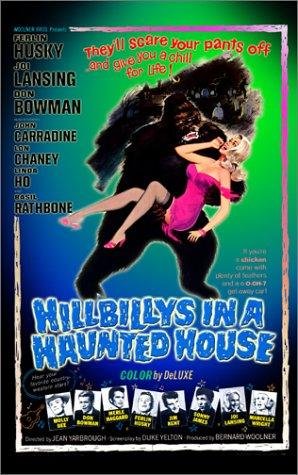 WOOLNER BROS. Presents
FERLIN
HUSKY
JOI
LANSING
DON
BOWMAN
JOHN
CARRADINE
LON
CHANEY
LINDA
HO
BASIL
RATHBONE
They'll scare your pants off
...and give you a chill
for life!
If you're
a chicken
come with
plenty of feathers
and a o-O-OH-7
get away car!
HILLBILLYS IN A
HAUNTED HOUSE
COLOR by DeLUXE
Hear your
favorite country-
western stars!
MOLLY
BEE
DON
BOWMAN
MERLE
HAGGARD
FERLIN
HUSKY
JIM
KENT
SONNY
JAMES
JOI
LANSING
MARCELLA
WRIGHT
Directed by JEAN YARBROUGH · Screenplay by DUKE YELTON · Produced by BERNARD WOOLNER